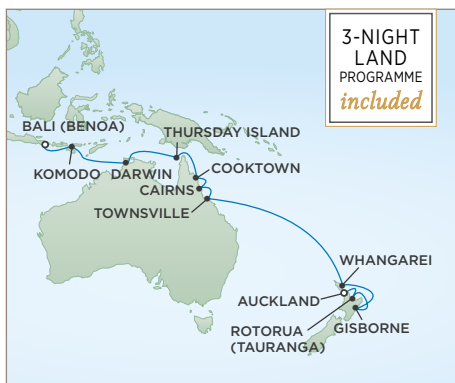 3-NIGHT
LAND
PROGRAMME
included
BALI (BENOA)
THURSDAY ISLAND
KOMODO
DARWIN
COOKTOWN
CAIRNS
TOWNSVILLE
WHANGAREI
AUCKLAND
ROTORUA
(TAURANGA)
GISBORNE